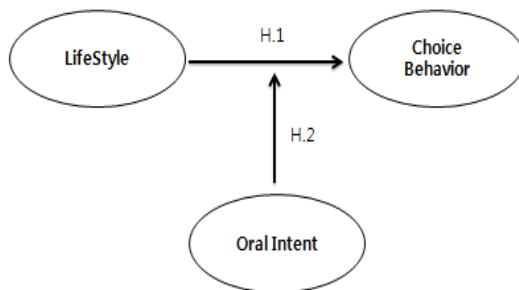 H.1
LifeStyle
Choice
Behavior
H.2
Oral Intent